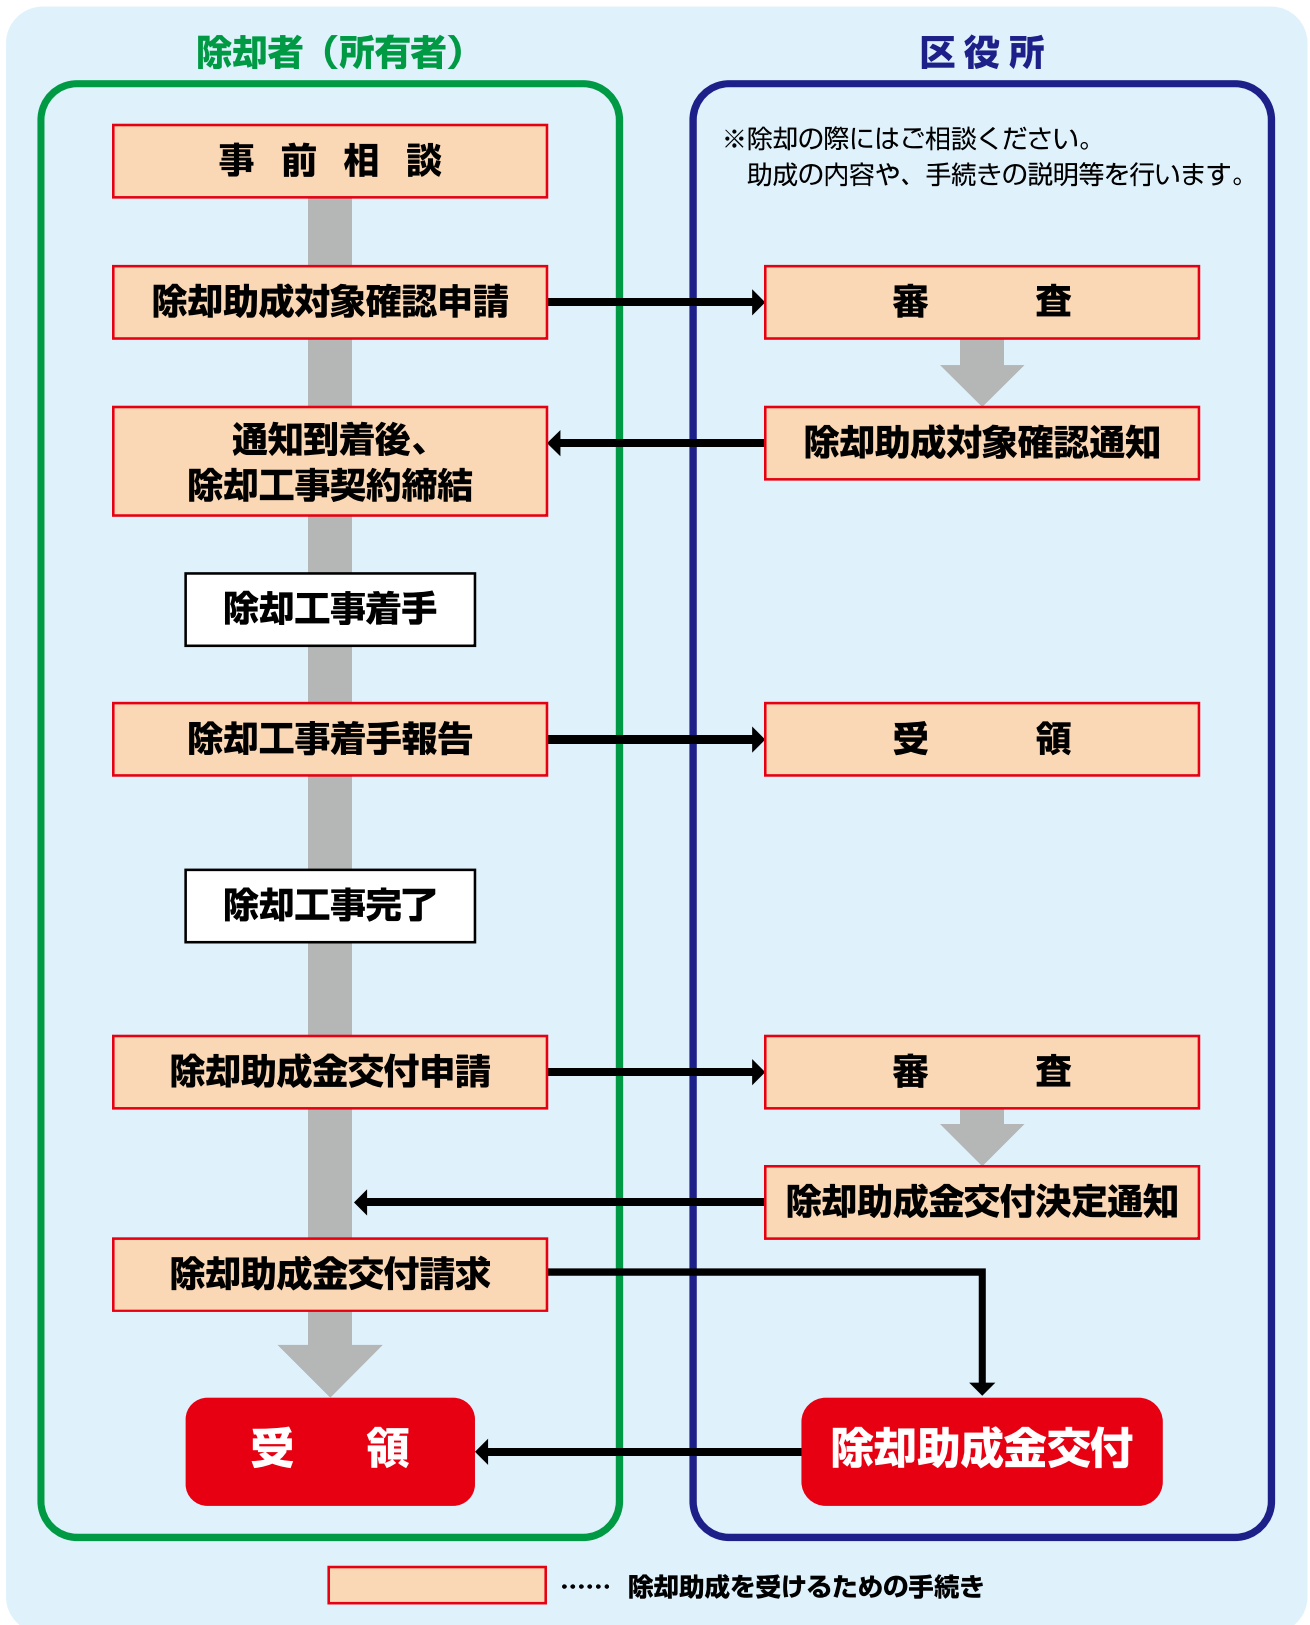 除却者（所有者）
区役所
事前相談
※除却の際にはご相談ください。
助成の内容や、手続きの説明等を行います。
除却助成対象確認申請
審査
通知到着後、
除却工事契約締結
除却助成対象確認通知
除却工事着手
除却工事着手報告
受領
除却工事完了
除却助成金交付申請
審査
除却助成金交付決定通知
除却助成金交付請求
受領
除却助成金交付
…… 除却助成を受けるための手続き